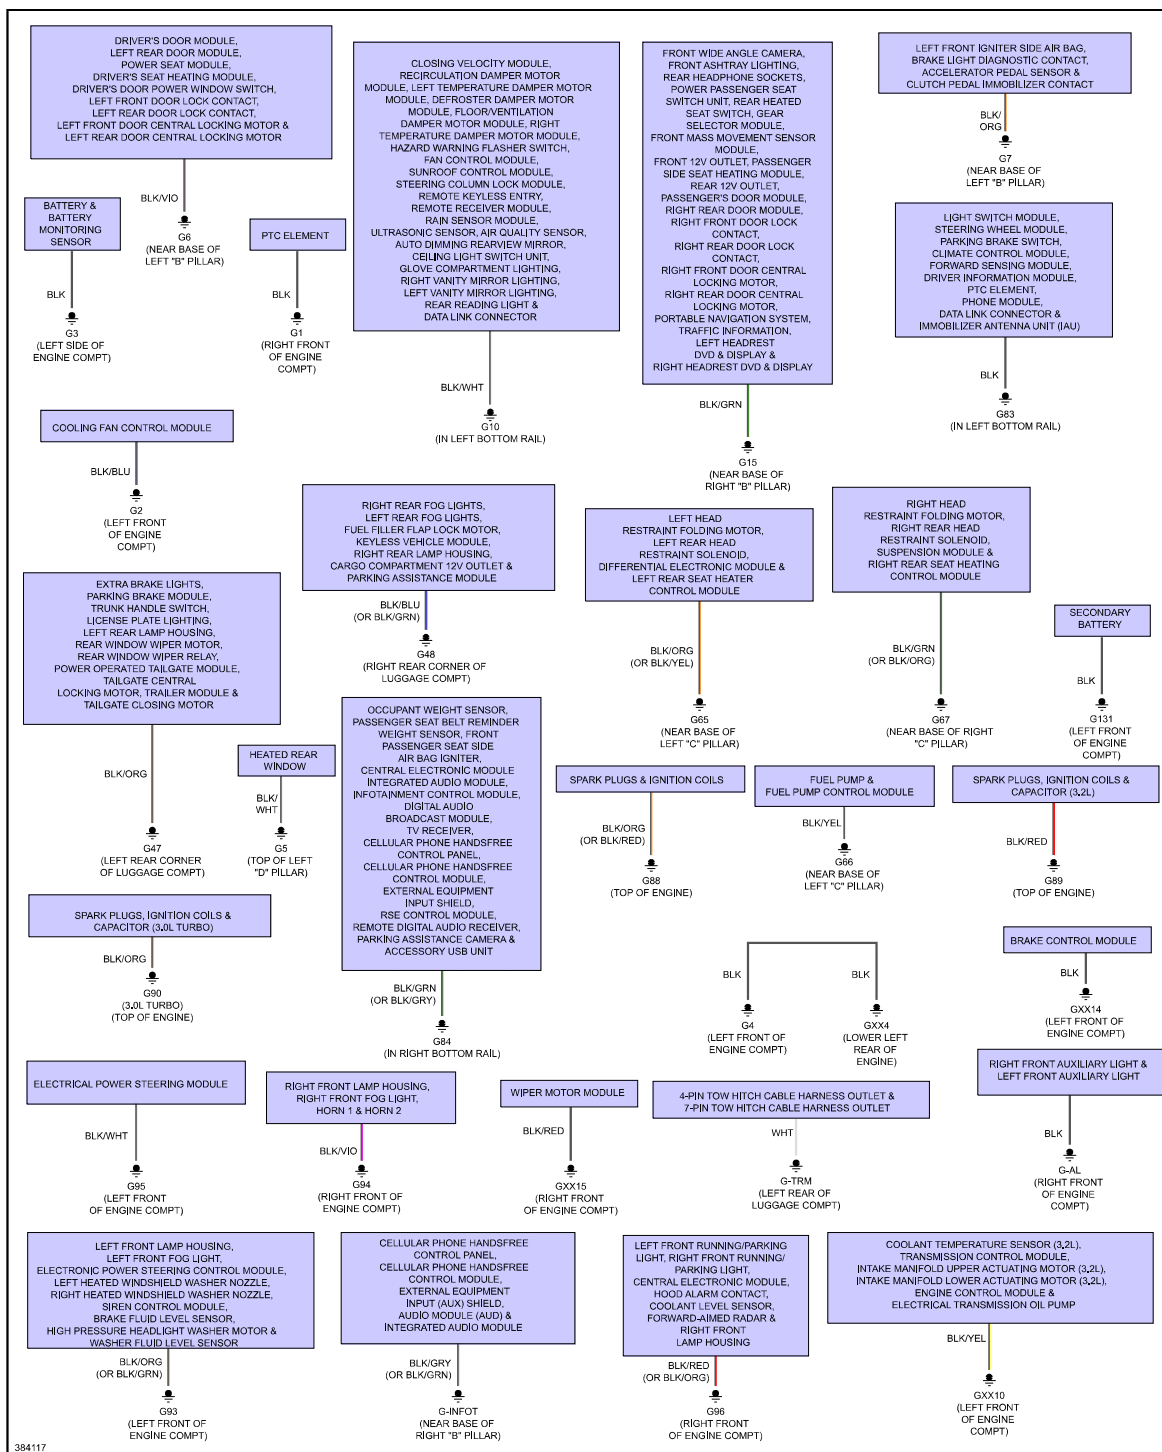 DRIVER'S DOOR MODULE,
LEFT REAR DOOR MODULE,
POWER SEAT MODULE,
DRIVER'S SEAT HEATING MODULE,
DRIVER'S DOOR POWER WINDOW SWITCH,
LEFT FRONT DOOR LOCK CONTACT,
LEFT REAR DOOR LOCK CONTACT,
LEFT FRONT DOOR CENTRAL LOCKING MOTOR &
LEFT REAR DOOR CENTRAL LOCKING MOTOR
BLK/VIO
G6
(NEAR BASE OF
LEFT "B" PILLAR)
CLOSING VELOCITY MODULE,
RECIRCULATION DAMPER MOTOR
MODULE, LEFT TEMPERATURE DAMPER MOTOR
MODULE, DEFROSTER DAMPER MOTOR
MODULE, FLOOR/VENTILATION
DAMPER MOTOR MODULE, RIGHT
TEMPERATURE DAMPER MOTOR MODULE,
HAZARD WARNING FLASHER SWITCH,
FAN CONTROL MODULE,
SUNROOF CONTROL MODULE,
STEERING COLUMN LOCK MODULE,
REMOTE KEYLESS ENTRY,
REMOTE RECEIVER MODULE,
RAIN SENSOR MODULE,
ULTRASONIC SENSOR, AIR QUALITY SENSOR,
AUTO DIMMING REARVIEW MIRROR,
CEILING LIGHT SWITCH UNIT,
GLOVE COMPARTMENT LIGHTING,
RIGHT VANITY MIRROR LIGHTING,
LEFT VANITY MIRROR LIGHTING,
REAR READING LIGHT &
DATA LINK CONNECTOR
BLK/WHT
G10
(IN LEFT BOTTOM RAIL)
FRONT WIDE ANGLE CAMERA,
FRONT ASHTRAY LIGHTING,
REAR HEADPHONE SOCKETS,
POWER PASSENGER SEAT
SWITCH UNIT, REAR HEATED
SEAT SWITCH, GEAR
SELECTOR MODULE,
FRONT MASS MOVEMENT SENSOR
MODULE,
FRONT 12V OUTLET, PASSENGER
SIDE SEAT HEATING MODULE,
REAR 12V OUTLET,
PASSENGER'S DOOR MODULE,
RIGHT REAR DOOR MODULE,
RIGHT FRONT DOOR LOCK
CONTACT,
RIGHT REAR DOOR LOCK
CONTACT,
RIGHT FRONT DOOR CENTRAL
LOCKING MOTOR,
RIGHT REAR DOOR CENTRAL
LOCKING MOTOR,
PORTABLE NAVIGATION SYSTEM,
TRAFFIC INFORMATION,
LEFT HEADREST
DVD & DISPLAY &
RIGHT HEADREST DVD & DISPLAY
BLK/GRN
G15
(NEAR BASE OF
RIGHT "B" PILLAR)
LEFT FRONT IGNITER SIDE AIR BAG,
BRAKE LIGHT DIAGNOSTIC CONTACT,
ACCELERATOR PEDAL SENSOR &
CLUTCH PEDAL IMMOBILIZER CONTACT
BLK/
ORG
G7
(NEAR BASE OF
LEFT "B" PILLAR)
BATTERY &
BATTERY
MONITORING
SENSOR
BLK
G3
(LEFT SIDE OF
ENGINE COMPT)
PTC ELEMENT
BLK
G1
(RIGHT FRONT
OF ENGINE
COMPT)
LIGHT SWITCH MODULE,
STEERING WHEEL MODULE,
PARKING BRAKE SWITCH,
CLIMATE CONTROL MODULE,
FORWARD SENSING MODULE,
DRIVER INFORMATION MODULE,
PTC ELEMENT,
PHONE MODULE,
DATA LINK CONNECTOR &
IMMOBILIZER ANTENNA UNIT (IAU)
BLK
G83
(IN LEFT BOTTOM RAIL)
COOLING FAN CONTROL MODULE
BLK/BLU
G2
(LEFT FRONT
OF ENGINE
COMPT)
RIGHT REAR FOG LIGHTS,
LEFT REAR FOG LIGHTS,
FUEL FILLER FLAP LOCK MOTOR,
KEYLESS VEHICLE MODULE,
RIGHT REAR LAMP HOUSING,
CARGO COMPARTMENT 12V OUTLET &
PARKING ASSISTANCE MODULE
BLK/BLU
(OR BLK/GRN)
G48
(RIGHT REAR CORNER OF
LUGGAGE COMPT)
LEFT HEAD
RESTRAINT FOLDING MOTOR,
LEFT REAR HEAD
RESTRAINT SOLENOID,
DIFFERENTIAL ELECTRONIC MODULE &
LEFT REAR SEAT HEATER
CONTROL MODULE
BLK/ORG
(OR BLK/YEL)
G65
(NEAR BASE OF
LEFT "C" PILLAR)
RIGHT HEAD
RESTRAINT FOLDING MOTOR,
RIGHT REAR HEAD
RESTRAINT SOLENOID,
SUSPENSION MODULE &
RIGHT REAR SEAT HEATING
CONTROL MODULE
BLK/GRN
(OR BLK/ORG)
G67
(NEAR BASE OF RIGHT
"C" PILLAR)
SECONDARY
BATTERY
BLK
G131
(LEFT FRONT
OF ENGINE
COMPT)
EXTRA BRAKE LIGHTS,
PARKING BRAKE MODULE,
TRUNK HANDLE SWITCH,
LICENSE PLATE LIGHTING,
LEFT REAR LAMP HOUSING,
REAR WINDOW WIPER MOTOR,
REAR WINDOW WIPER RELAY,
POWER OPERATED TAILGATE MODULE,
TAILGATE CENTRAL
LOCKING MOTOR, TRAILER MODULE &
TAILGATE CLOSING MOTOR
BLK/ORG
G47
(LEFT REAR CORNER
OF LUGGAGE COMPT)
HEATED REAR
WINDOW
BLK/
WHT
G5
(TOP OF LEFT
"D" PILLAR)
OCCUPANT WEIGHT SENSOR,
PASSENGER SEAT BELT REMINDER
WEIGHT SENSOR, FRONT
PASSENGER SEAT SIDE
AIR BAG IGNITER,
CENTRAL ELECTRONIC MODULE
INTEGRATED AUDIO MODULE,
INFOTAINMENT CONTROL MODULE,
DIGITAL AUDIO
BROADCAST MODULE,
TV RECEIVER,
CELLULAR PHONE HANDSFREE
CONTROL PANEL,
CELLULAR PHONE HANDSFREE
CONTROL MODULE,
EXTERNAL EQUIPMENT
INPUT SHIELD,
RSE CONTROL MODULE,
REMOTE DIGITAL AUDIO RECEIVER,
PARKING ASSISTANCE CAMERA &
ACCESSORY USB UNIT
BLK/GRN
(OR BLK/GRY)
G84
(IN RIGHT BOTTOM RAIL)
SPARK PLUGS & IGNITION COILS
BLK/ORG
(OR BLK/RED)
G88
(TOP OF ENGINE)
FUEL PUMP &
FUEL PUMP CONTROL MODULE
BLK/YEL
G66
(NEAR BASE OF
LEFT "C" PILLAR)
SPARK PLUGS, IGNITION COILS &
CAPACITOR (3.2L)
BLK/RED
G89
(TOP OF ENGINE)
SPARK PLUGS, IGNITION COILS &
CAPACITOR (3.0L TURBO)
BLK/ORG
G90
(3.0L TURBO)
(TOP OF ENGINE)
BLK
G4
(LEFT FRONT OF
ENGINE COMPT)
BLK
GXX4
(LOWER LEFT
REAR OF
ENGINE)
BRAKE CONTROL MODULE
BLK
GXX14
(LEFT FRONT OF
ENGINE COMPT)
ELECTRICAL POWER STEERING MODULE
BLK/WHT
G95
(LEFT FRONT
OF ENGINE COMPT)
RIGHT FRONT LAMP HOUSING,
RIGHT FRONT FOG LIGHT,
HORN 1 & HORN 2
BLK/VIO
G94
(RIGHT FRONT OF
ENGINE COMPT)
WIPER MOTOR MODULE
BLK/RED
GXX15
(RIGHT FRONT
OF ENGINE COMPT)
4-PIN TOW HITCH CABLE HARNESS OUTLET &
7-PIN TOW HITCH CABLE HARNESS OUTLET
WHT
G-TRM
(LEFT REAR OF
LUGGAGE COMPT)
RIGHT FRONT AUXILIARY LIGHT &
LEFT FRONT AUXILIARY LIGHT
BLK
G-AL
(RIGHT FRONT
OF ENGINE
COMPT)
LEFT FRONT LAMP HOUSING,
LEFT FRONT FOG LIGHT,
ELECTRONIC POWER STEERING CONTROL MODULE,
LEFT HEATED WINDSHIELD WASHER NOZZLE,
RIGHT HEATED WINDSHIELD WASHER NOZZLE,
SIREN CONTROL MODULE,
BRAKE FLUID LEVEL SENSOR,
HIGH PRESSURE HEADLIGHT WASHER MOTOR &
WASHER FLUID LEVEL SENSOR
BLK/ORG
(OR BLK/GRN)
G93
(LEFT FRONT OF
ENGINE COMPT)
CELLULAR PHONE HANDSFREE
CONTROL PANEL,
CELLULAR PHONE HANDSFREE
CONTROL MODULE,
EXTERNAL EQUIPMENT
INPUT (AUX) SHIELD,
AUDIO MODULE (AUD) &
INTEGRATED AUDIO MODULE
BLK/GRY
(OR BLK/GRN)
G-INFOT
(NEAR BASE OF
RIGHT "B" PILLAR)
LEFT FRONT RUNNING/PARKING
LIGHT, RIGHT FRONT RUNNING/
PARKING LIGHT,
CENTRAL ELECTRONIC MODULE,
HOOD ALARM CONTACT,
COOLANT LEVEL SENSOR,
FORWARD-AIMED RADAR &
RIGHT FRONT
LAMP HOUSING
BLK/RED
(OR BLK/ORG)
G96
(RIGHT FRONT
OF ENGINE COMPT)
COOLANT TEMPERATURE SENSOR (3.2L),
TRANSMISSION CONTROL MODULE,
INTAKE MANIFOLD UPPER ACTUATING MOTOR (3.2L),
INTAKE MANIFOLD LOWER ACTUATING MOTOR (3.2L),
ENGINE CONTROL MODULE &
ELECTRICAL TRANSMISSION OIL PUMP
BLK/YEL
GXX10
(LEFT FRONT
OF ENGINE
COMPT)
384117